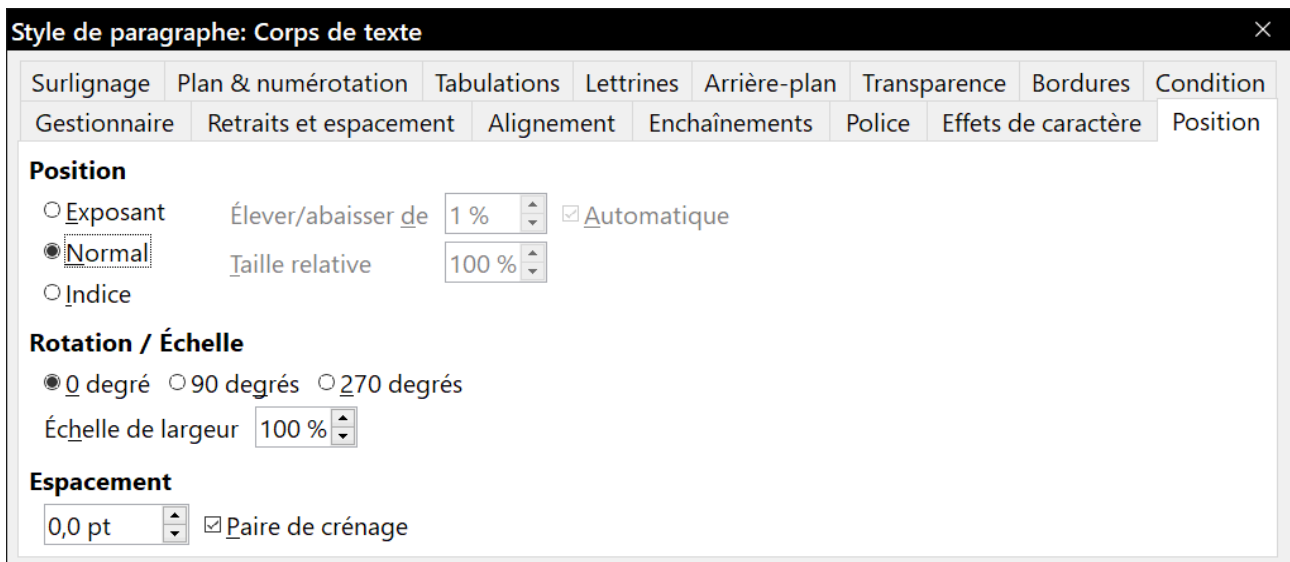 Style de paragraphe: Corps de texte
Surlignage Plan & numérotation Tabulations Lettrines Arrière-plan Transparence Bordures Condition
Gestionnaire Retraits et espacement Alignement Enchaînements Police Effets de caractère Position
Position
Exposant Élever/abaisser de 1 % Automatique
Normal Taille relative 100 %
Indice
Rotation / Échelle
0 degré 90 degrés 270 degrés
Échelle de largeur 100 %
Espacement
0,0 pt Paire de crénage